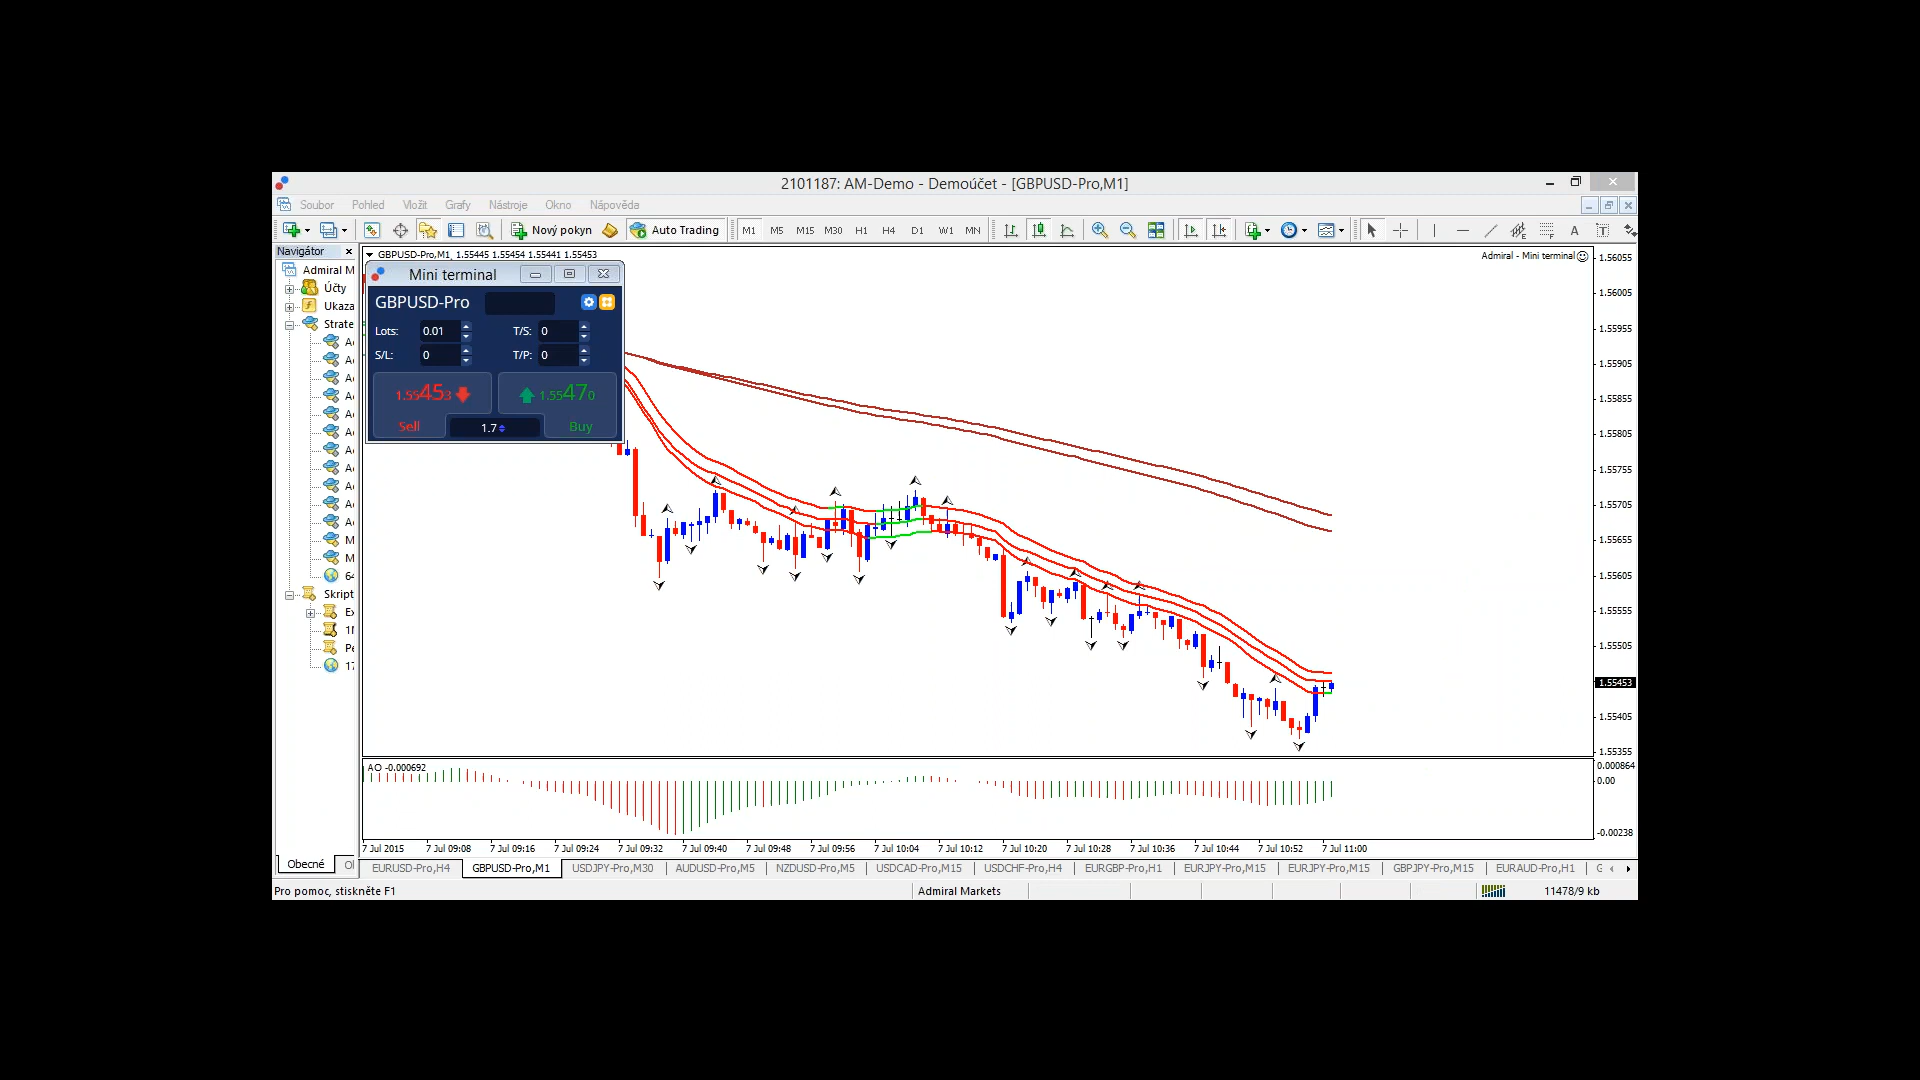 2101187: AM-Demo - Demoúčet - [GBPUSD-Pro,M1]
Soubor Pohled Vložit Grafy Nástroje Okno Nápověda
Nový pokyn Auto Trading M1 M5 M15 M30 H1 H4 D1 W1 MN
Navigátor
Admiral M
Účty
Ukaza
Strate
Skript
Obecné
GBPUSD-Pro,M1 1.55445 1.55454 1.55441 1.55453
Admiral - Mini terminal
Mini terminal
GBPUSD-Pro
Lots: 0.01 T/S: 0
S/L: 0 T/P: 0
1.55453 1.55470
Sell 1.7 Buy
1.56055
1.56005
1.55955
1.55905
1.55855
1.55805
1.55755
1.55705
1.55655
1.55605
1.55555
1.55505
1.55453
1.55405
1.55355
AO -0.000692
0.000864
0.00
-0.00238
7 Jul 2015 7 Jul 09:08 7 Jul 09:16 7 Jul 09:24 7 Jul 09:32 7 Jul 09:40 7 Jul 09:48 7 Jul 09:56 7 Jul 10:04 7 Jul 10:12 7 Jul 10:20 7 Jul 10:28 7 Jul 10:36 7 Jul 10:44 7 Jul 10:52 7 Jul 11:00
EURUSD-Pro,H4 GBPUSD-Pro,M1 USDJPY-Pro,M30 AUDUSD-Pro,M5 NZDUSD-Pro,M5 USDCAD-Pro,M15 USDCHF-Pro,H4 EURGBP-Pro,H1 EURJPY-Pro,M15 EURJPY-Pro,M15 GBPJPY-Pro,M15 EURAUD-Pro,H1
Pro pomoc, stiskněte F1 Admiral Markets 11478/9 kb